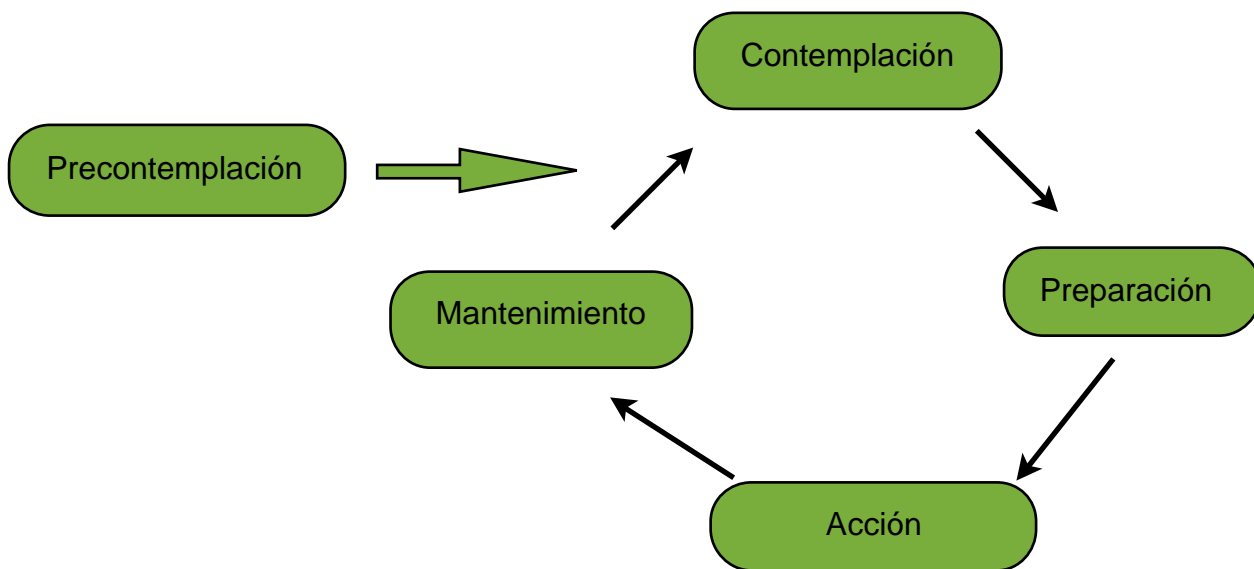 Contemplación
Precontemplación
Preparación
Mantenimiento
Acción